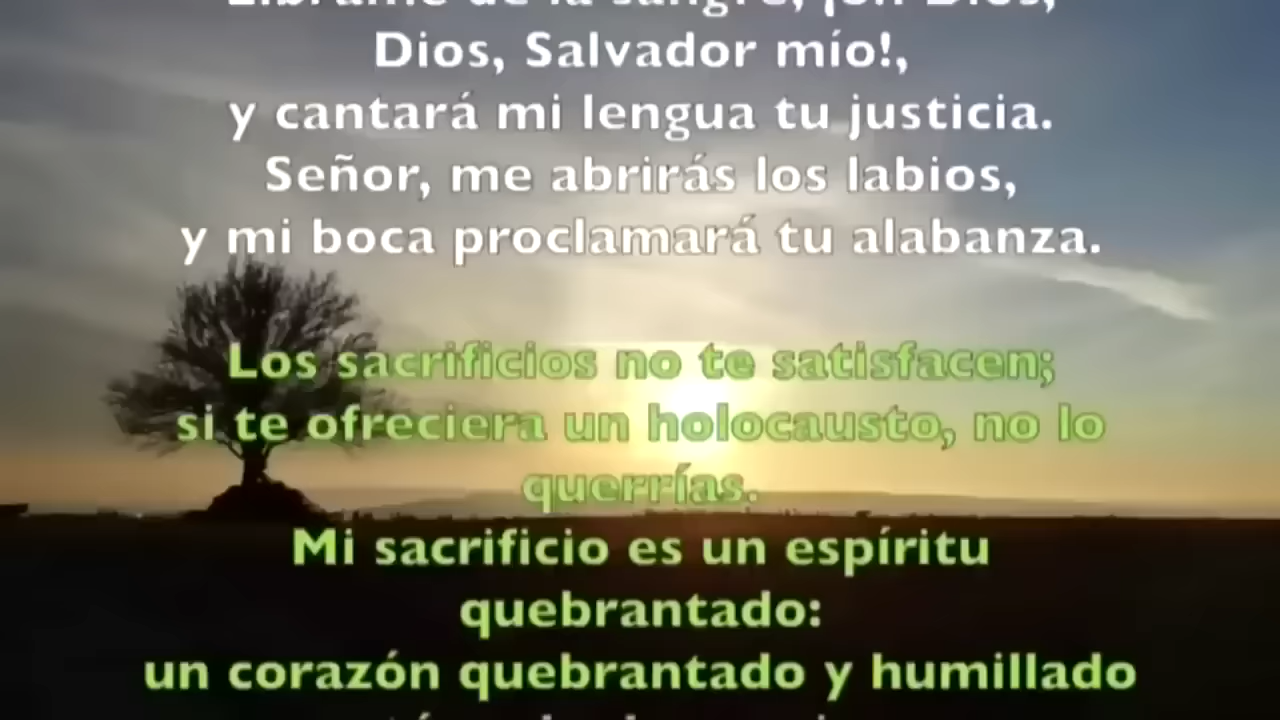 Líbrame de la sangre, ¡oh Dios,
Dios, Salvador mío!,
y cantará mi lengua tu justicia.
Señor, me abrirás los labios,
y mi boca proclamará tu alabanza.
Los sacrificios no te satisfacen;
si te ofreciera un holocausto, no lo
querrías.
Mi sacrificio es un espíritu
quebrantado:
un corazón quebrantado y humillado